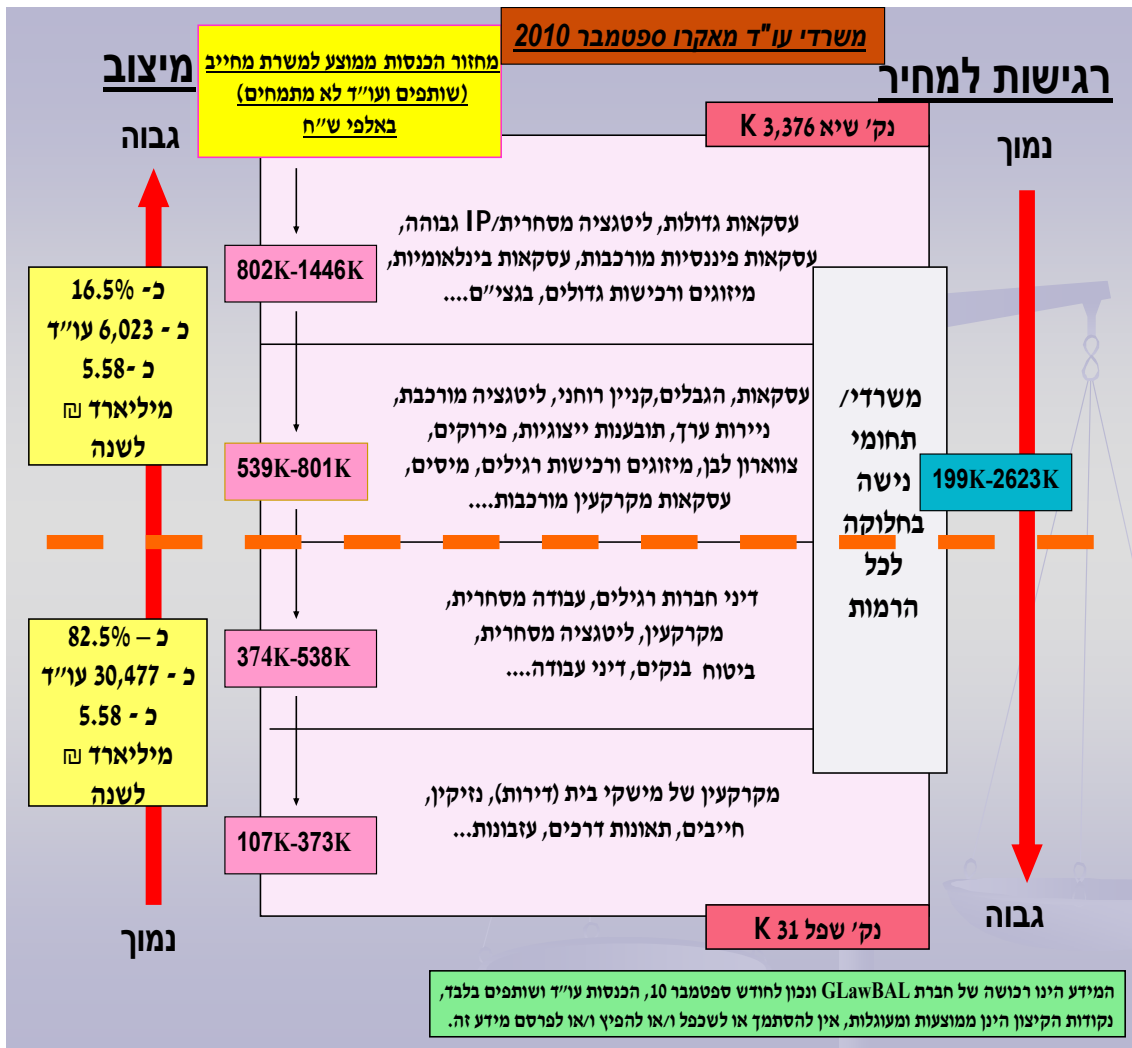 משרדי עו"ד מאקרו ספטמבר 2010
מיצוב
גבוה
מחזור הכנסות ממוצע למשרת מחייב
(שותפים ועו״ד לא מתמחים)
באלפי ש״ח
רגישות למחיר
נמוך
נק׳ שיא 3,376 K
עסקאות גדולות, ליטגציה מסחרית/IP גבוהה,
עסקאות פיננסיות מורכבות, עסקאות בינלאומיות,
מיזוגים ורכישות גדולים, בגצי״ם....
802K-1446K
כ- 16.5%
כ - 6,023 עו״ד
כ -5.58
מיליארד ₪
לשנה
עסקאות, הגבלים,קניין רוחני, ליטגציה מורכבת,
ניירות ערך, תובענות ייצוגיות, פירוקים,
צווארון לבן, מיזוגים ורכישות רגילים, מיסים,
עסקאות מקרקעין מורכבות....
539K-801K
משרדי/
תחומי
נישה
בחלוקה
לכל
הרמות
199K-2623K
דיני חברות רגילים, עבודה מסחרית,
מקרקעין, ליטגציה מסחרית,
ביטוח בנקים, דיני עבודה....
374K-538K
כ – 82.5%
כ - 30,477 עו״ד
כ - 5.58
מיליארד ₪
לשנה
מקרקעין של מישקי בית (דירות), נזיקין,
חייבים, תאונות דרכים, עזבונות...
107K-373K
נמוך
גבוה
נק׳ שפל 31 K
המידע הינו רכושה של חברת GLawBAL ונכון לחודש ספטמבר 10, הכנסות עו״ד ושותפים בלבד,
נקודות הקיצון הינן ממוצעות ומעוגלות, אין להסתמך או לשכפל ו/או להפיץ ו/או לפרסם מידע זה.